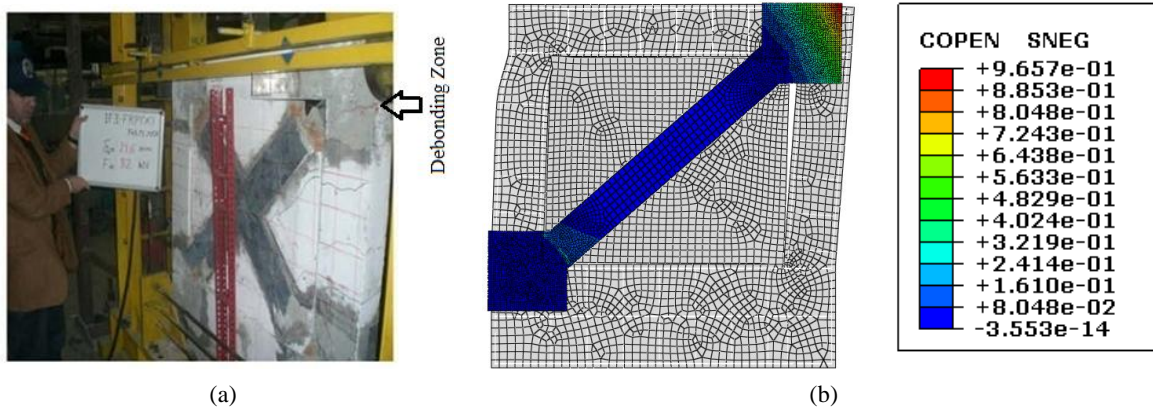 Debonding Zone
COPEN SNEG
+9.657e-01
+8.853e-01
+8.048e-01
+7.243e-01
+6.438e-01
+5.633e-01
+4.829e-01
+4.024e-01
+3.219e-01
+2.414e-01
+1.610e-01
+8.048e-02
-3.553e-14
(a)
(b)